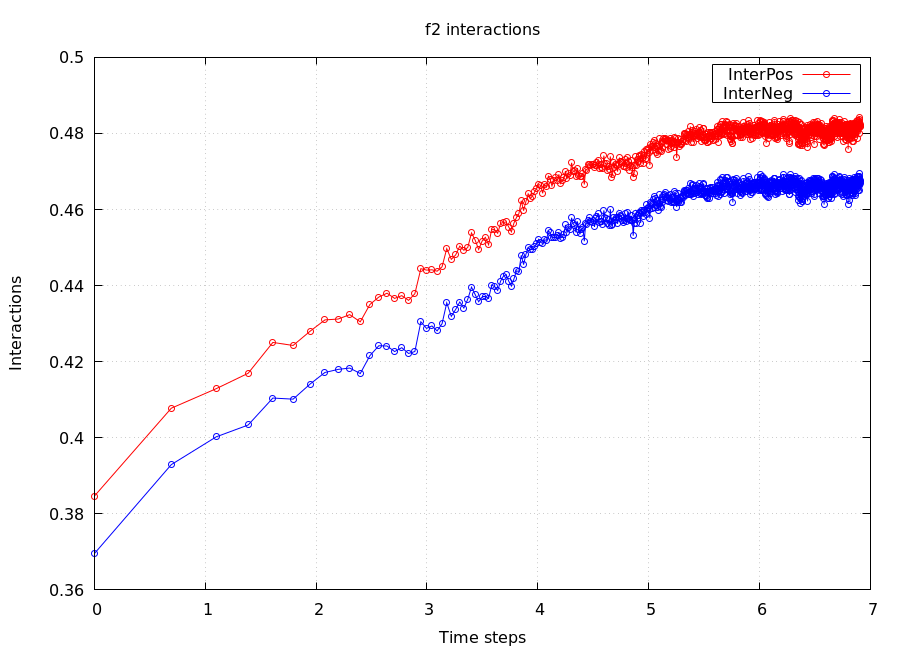 f2 interactions
InterPos
InterNeg
Interactions
0.5
0.48
0.46
0.44
0.42
0.4
0.38
0.36
0 1 2 3 4 5 6 7
Time steps